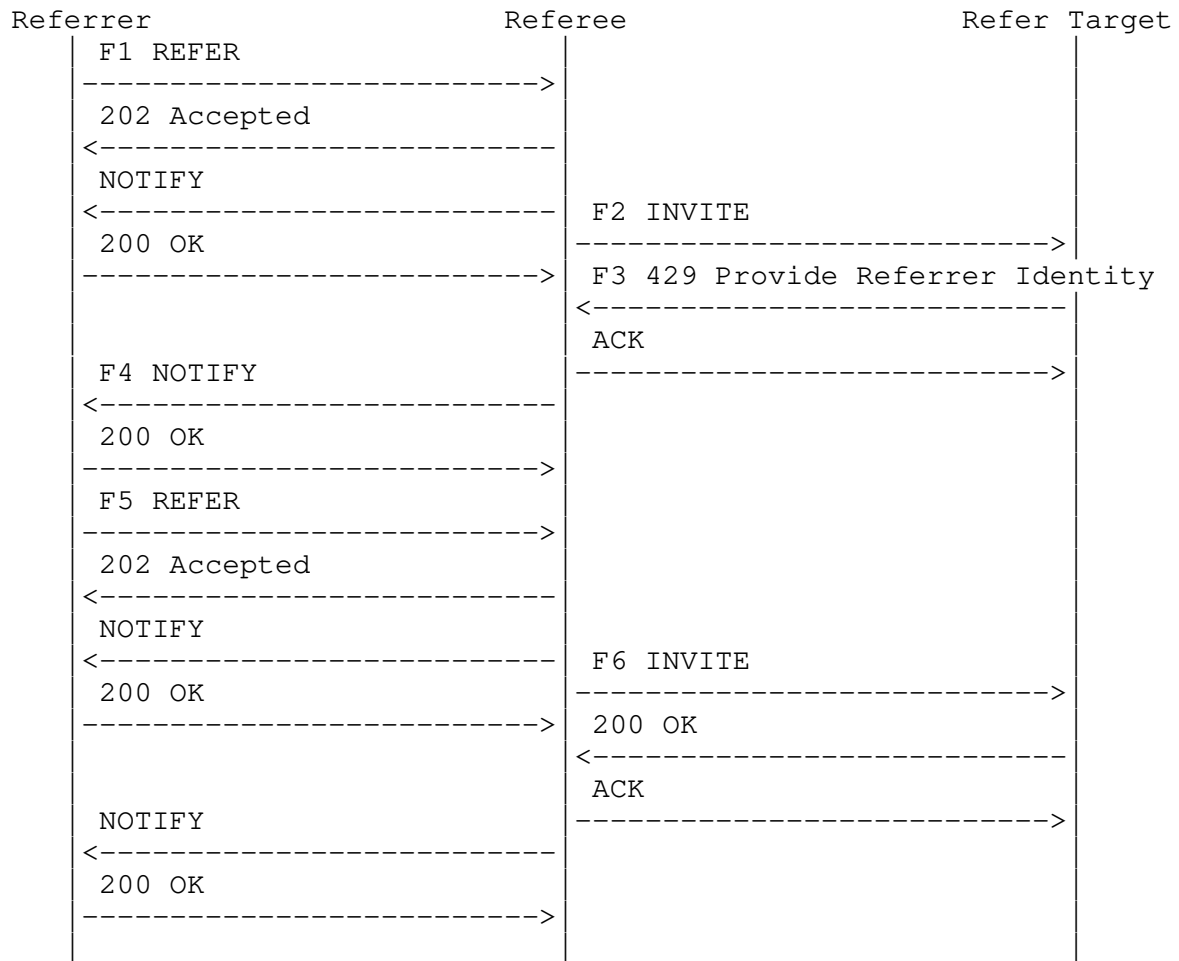 Referrer Referee Refer Target
F1 REFER
202 Accepted
NOTIFY
F2 INVITE
200 OK
F3 429 Provide Referrer Identity
ACK
F4 NOTIFY
200 OK
F5 REFER
202 Accepted
NOTIFY
F6 INVITE
200 OK
200 OK
ACK
NOTIFY
200 OK